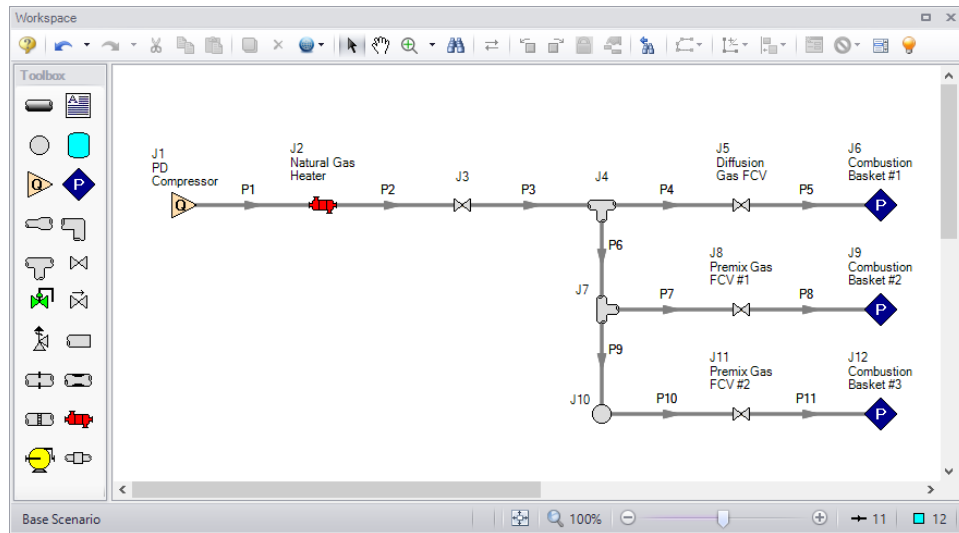 Workspace
Toolbox
A
Q
P
J1
PD
Compressor
P1
Q
J2
Natural Gas
Heater
P2
J3
P3
J4
P4
J5
Diffusion
Gas FCV
P5
J6
Combustion
Basket #1
P
P6
J7
P7
J8
Premix Gas
FCV #1
P8
J9
Combustion
Basket #2
P
P9
J10
P10
J11
Premix Gas
FCV #2
P11
J12
Combustion
Basket #3
P
Base Scenario
100%
11
12